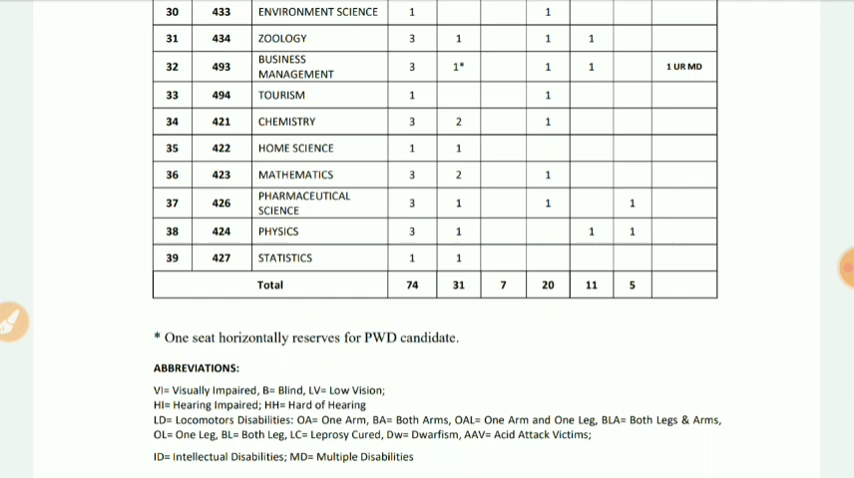 30 433 ENVIRONMENT SCIENCE 1 1
31 434 ZOOLOGY 3 1 1 1
32 493 BUSINESS MANAGEMENT 3 1* 1 1 1 UR MD
33 494 TOURISM 1 1
34 421 CHEMISTRY 3 2 1
35 422 HOME SCIENCE 1 1
36 423 MATHEMATICS 3 2 1
37 426 PHARMACEUTICAL SCIENCE 3 1 1 1
38 424 PHYSICS 3 1 1 1
39 427 STATISTICS 1 1
Total 74 31 7 20 11 5
* One seat horizontally reserves for PWD candidate.
ABBREVIATIONS:
VI= Visually Impaired, B= Blind, LV= Low Vision;
HI= Hearing Impaired; HH= Hard of Hearing
LD= Locomotors Disabilities: OA= One Arm, BA= Both Arms, OAL= One Arm and One Leg, BLA= Both Legs & Arms,
OL= One Leg, BL= Both Leg, LC= Leprosy Cured, Dw= Dwarfism, AAV= Acid Attack Victims;
ID= Intellectual Disabilities; MD= Multiple Disabilities